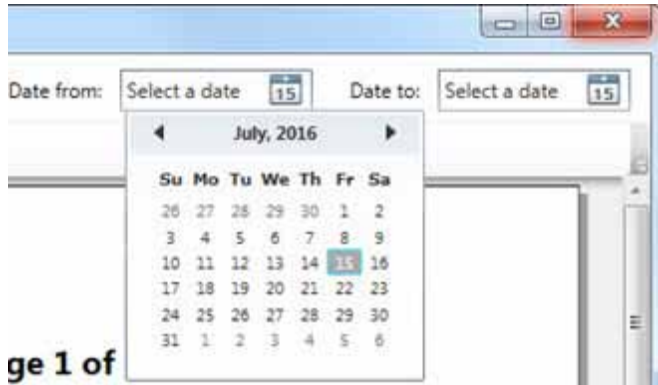 Date from: Select a date 15 Date to: Select a date 15
July, 2016
Su Mo Tu We Th Fr Sa
26 27 28 29 30 1 2
3 4 5 6 7 8 9
10 11 12 13 14 15 16
17 18 19 20 21 22 23
24 25 26 27 28 29 30
31 1 2 3 4 5 6
ge 1 of